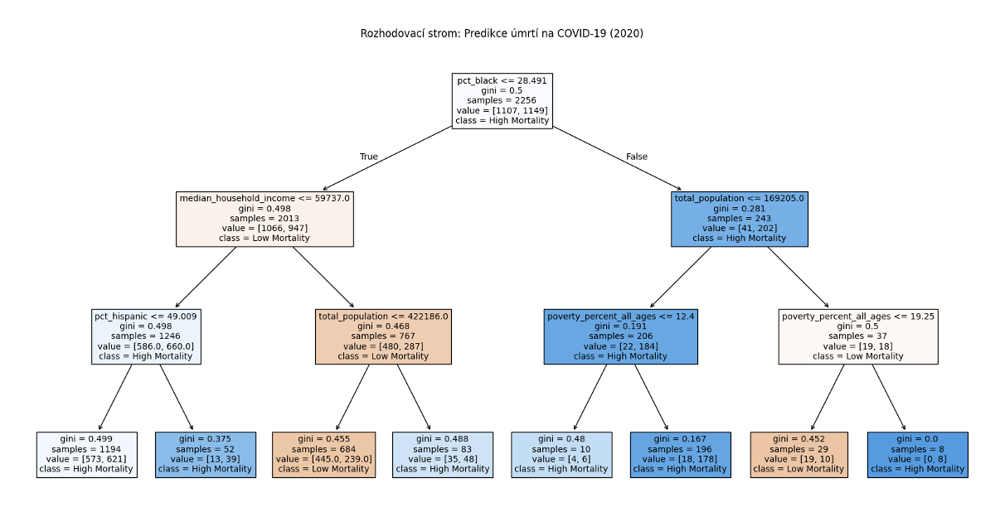 Rozhodovací strom: Predikce úmrtí na COVID-19 (2020)
pct_black <= 28.491
gini = 0.5
samples = 2256
value = [1107, 1149]
class = High Mortality
True
False
median_household_income <= 59737.0
gini = 0.498
samples = 2013
value = [1066, 947]
class = Low Mortality
total_population <= 169205.0
gini = 0.281
samples = 243
value = [41, 202]
class = High Mortality
pct_hispanic <= 49.009
gini = 0.498
samples = 1246
value = [586.0, 660.0]
class = High Mortality
total_population <= 422186.0
gini = 0.468
samples = 767
value = [480, 287]
class = Low Mortality
poverty_percent_all_ages <= 12.4
gini = 0.191
samples = 206
value = [22, 184]
class = High Mortality
poverty_percent_all_ages <= 19.25
gini = 0.5
samples = 37
value = [19, 18]
class = Low Mortality
gini = 0.499
samples = 1194
value = [573, 621]
class = High Mortality
gini = 0.375
samples = 52
value = [13, 39]
class = High Mortality
gini = 0.455
samples = 684
value = [445.0, 239.0]
class = Low Mortality
gini = 0.488
samples = 83
value = [35, 48]
class = High Mortality
gini = 0.48
samples = 10
value = [4, 6]
class = High Mortality
gini = 0.167
samples = 196
value = [18, 178]
class = High Mortality
gini = 0.452
samples = 29
value = [19, 10]
class = Low Mortality
gini = 0.0
samples = 8
value = [0, 8]
class = High Mortality